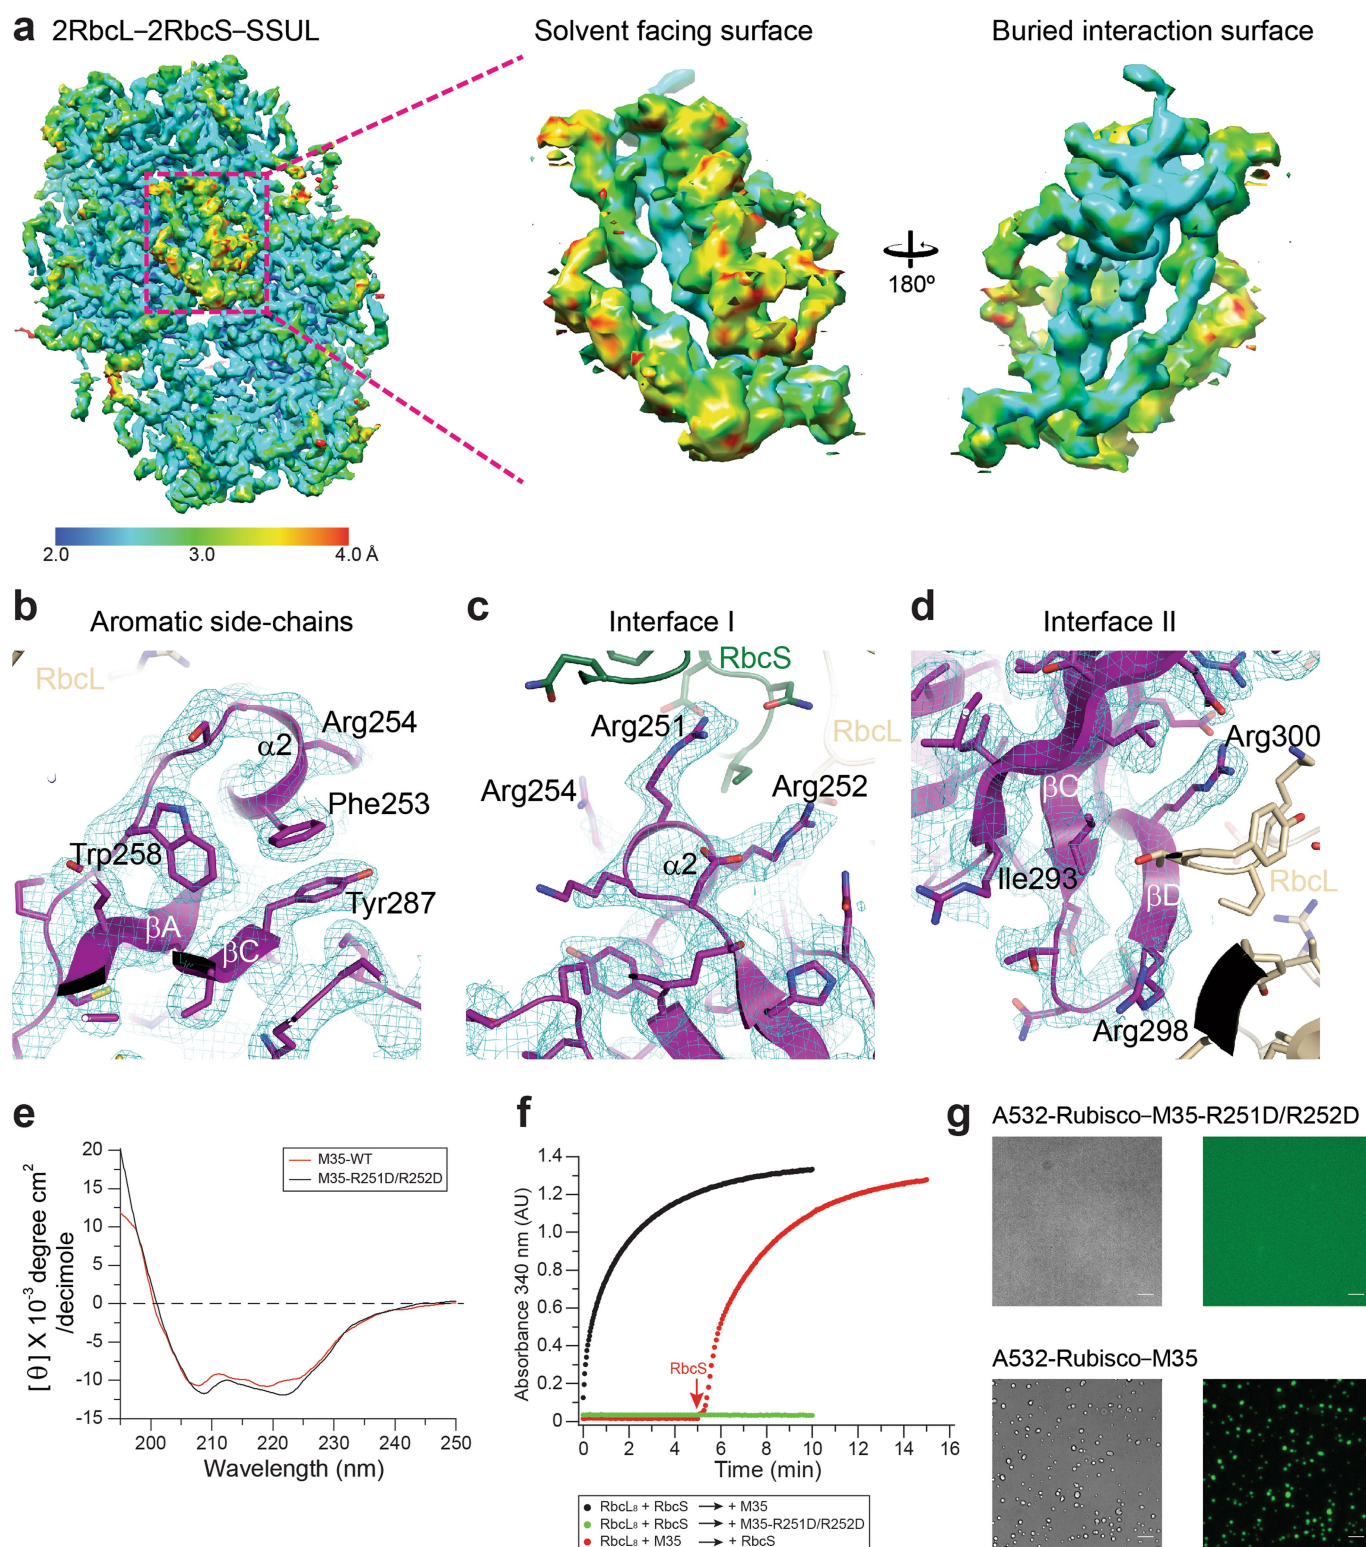 a 2RbcL–2RbcS–SSUL
Solvent facing surface
Buried interaction surface
180º
2.0 3.0 4.0 Å
b Aromatic side-chains
RbcL
Arg254
α2
Phe253
Trp258
Tyr287
βA
βC
c Interface I
RbcS
Arg251
RbcL
Arg254
Arg252
α2
d Interface II
Arg300
βC
Ile293
RbcL
βD
Arg298
e
[θ] X 10⁻³ degree cm²
/decimole
20
15
10
5
0
-5
-10
-15
200 210 220 230 240 250
Wavelength (nm)
M35-WT
M35-R251D/R252D
f
Absorbance 340 nm (AU)
1.4
1.2
1.0
0.8
0.6
0.4
0.2
0
RbcS
0 2 4 6 8 10 12 14 16
Time (min)
RbcL₈ + RbcS → + M35
RbcL₈ + RbcS → + M35-R251D/R252D
RbcL₈ + M35 → + RbcS
g A532-Rubisco–M35-R251D/R252D
A532-Rubisco–M35